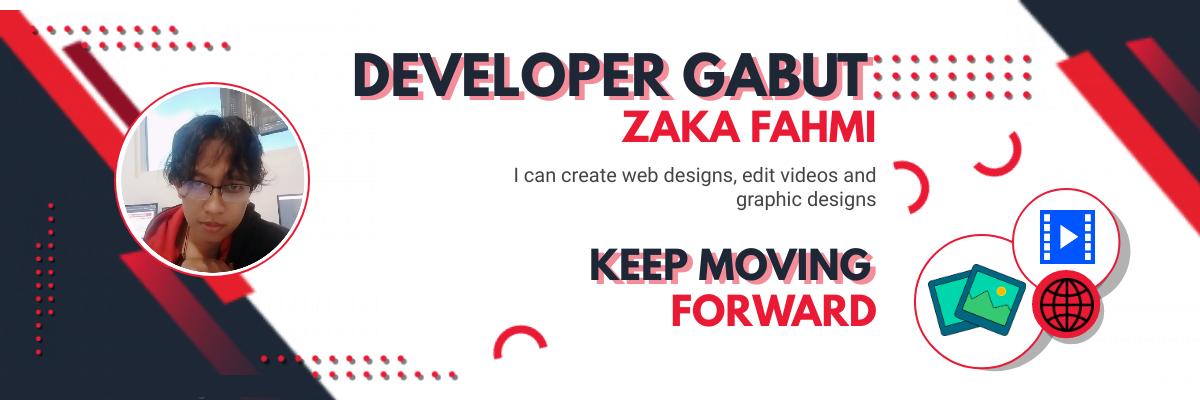 DEVELOPER GABUT
ZAKA FAHMI
I can create web designs, edit videos and
graphic designs
KEEP MOVING
FORWARD